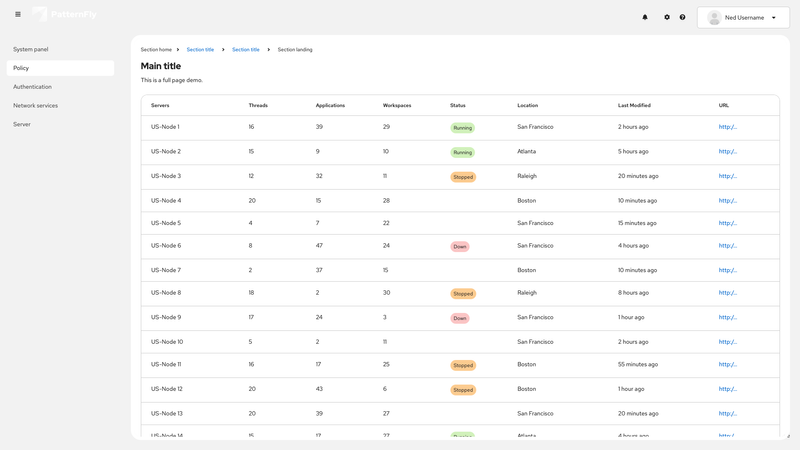 PatternFly
Ned Username
System panel
Policy
Authentication
Network services
Server
Section home Section title Section title Section landing
Main title
This is a full page demo.
Servers Threads Applications Workspaces Status Location Last Modified URL
US-Node 1 16 39 29 Running San Francisco 2 hours ago http:/..
US-Node 2 15 9 10 Running Atlanta 5 hours ago http:/..
US-Node 3 12 32 11 Stopped Raleigh 20 minutes ago http:/..
US-Node 4 20 15 28 Boston 10 minutes ago http:/..
US-Node 5 4 7 22 San Francisco 15 minutes ago http:/..
US-Node 6 8 47 24 Down San Francisco 4 hours ago http:/..
US-Node 7 2 37 15 Boston 10 minutes ago http:/..
US-Node 8 18 2 30 Stopped Raleigh 8 hours ago http:/..
US-Node 9 17 24 3 Down San Francisco 1 hour ago http:/..
US-Node 10 5 2 11 San Francisco 2 hours ago http:/..
US-Node 11 16 17 25 Stopped Boston 55 minutes ago http:/..
US-Node 12 20 43 6 Stopped Boston 1 hour ago http:/..
US-Node 13 20 39 27 San Francisco 20 minutes ago http:/..
US-Node 14 15 17 Running Atlanta 4 hours ago http:/..